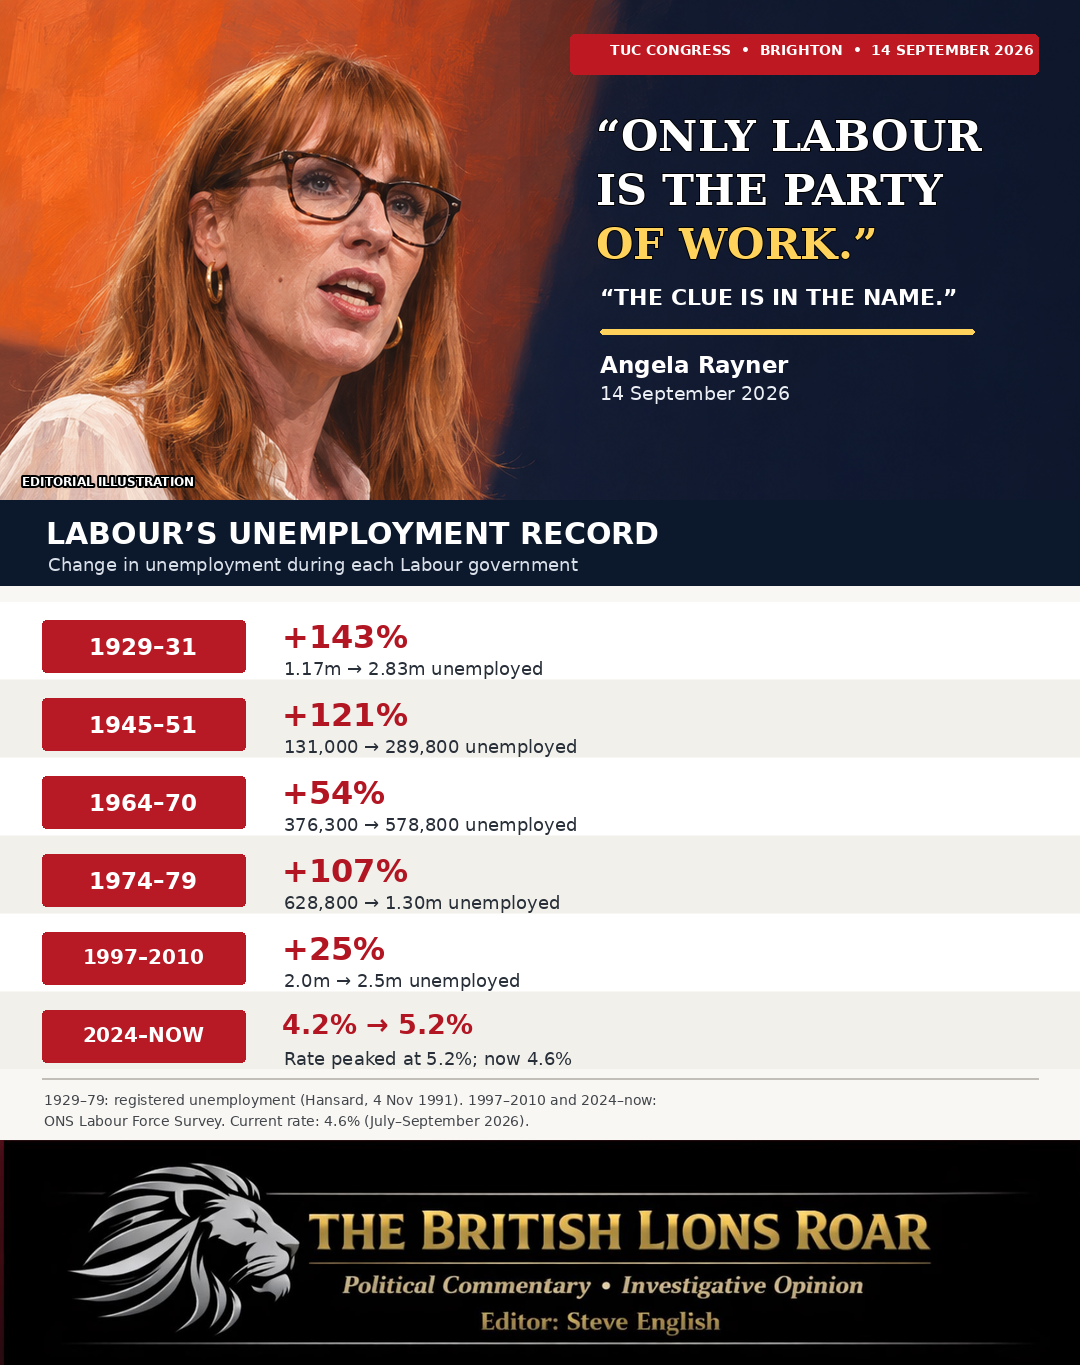 TUC CONGRESS • BRIGHTON • 14 SEPTEMBER 2026
“ONLY LABOUR
IS THE PARTY
OF WORK.”
“THE CLUE IS IN THE NAME.”
Angela Rayner
14 September 2026
EDITORIAL ILLUSTRATION
LABOUR’S UNEMPLOYMENT RECORD
Change in unemployment during each Labour government
1929–31
+143%
1.17m → 2.83m unemployed
1945–51
+121%
131,000 → 289,800 unemployed
1964–70
+54%
376,300 → 578,800 unemployed
1974–79
+107%
628,800 → 1.30m unemployed
1997–2010
+25%
2.0m → 2.5m unemployed
2024–NOW
4.2% → 5.2%
Rate peaked at 5.2%; now 4.6%
1929–79: registered unemployment (Hansard, 4 Nov 1991). 1997–2010 and 2024–now:
ONS Labour Force Survey. Current rate: 4.6% (July–September 2026).
THE BRITISH LIONS ROAR
Political Commentary • Investigative Opinion
Editor: Steve English